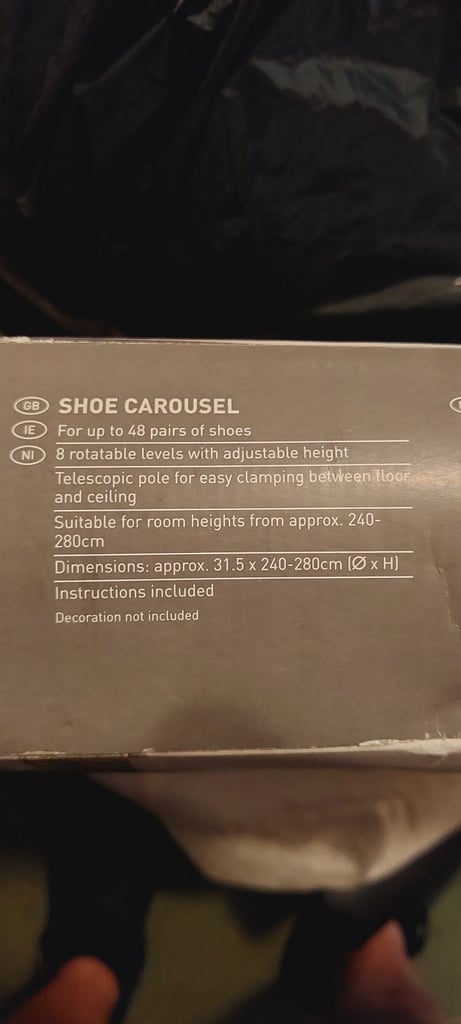 GB SHOE CAROUSEL
IE For up to 48 pairs of shoes
NI 8 rotatable levels with adjustable height
Telescopic pole for easy clamping between floor
and ceiling
Suitable for room heights from approx. 240-
280cm
Dimensions: approx. 31.5 x 240-280cm (Ø x H)
Instructions included
Decoration not included